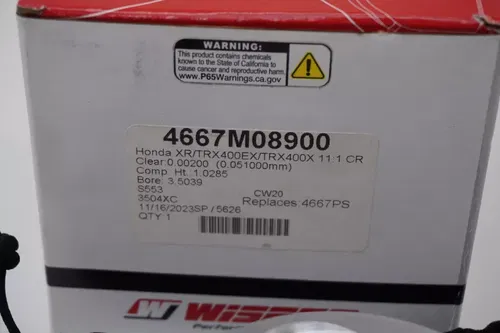 WARNING:
This product contains chemicals
known to the State of California to
cause cancer and reproductive harm.
www.P65Warnings.ca.gov
4667M08900
Honda XR/TRX400EX/TRX400X 11:1 CR
Clear:0.00200 (0.051000mm)
Comp. Ht.:1.0285
Bore: 3.5039
S553 CW20
3504XC Replaces:4667PS
11/16/2023SP / 5626
QTY 1
W